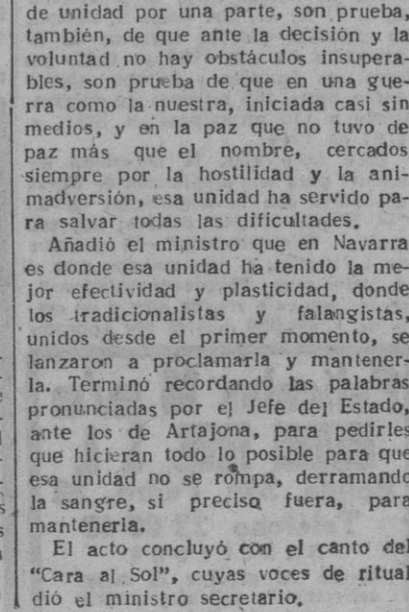 de unidad por una parte, son prueba,
también, de que ante la decisión y la
voluntad no hay obstáculos insupera-
bles, son prueba de que en una gue-
rra como la nuestra, iniciada casi sin
medios, y en la paz que no tuvo de
paz más que el nombre, cercados
siempre por la hostilidad y la ani-
madversión, esa unidad ha servido pa-
ra salvar todas las dificultades.
Añadió el ministro que en Navarra
es donde esa unidad ha tenido la me-
jor efectividad y plasticidad, donde
los tradicionalistas y falangistas,
unidos desde el primer momento, se
lanzaron a proclamarla y mantener-
la. Terminó recordando las palabras
pronunciadas por el Jefe del Estado,
ante los de Artajona, para pedirles
que hicieran todo lo posible para que
esa unidad no se rompa, derramando
la sangre, si preciso fuera, para
mantenerla.
El acto concluyó con el canto del
"Cara al Sol", cuyas voces de ritual
dió el ministro secretario.